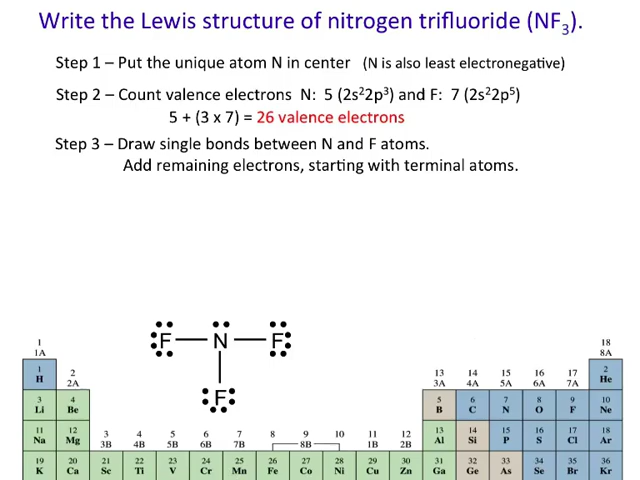 Write the Lewis structure of nitrogen trifluoride (NF₃).
Step 1 – Put the unique atom N in center (N is also least electronegative)
Step 2 – Count valence electrons N: 5 (2s²2p³) and F: 7 (2s²2p⁵)
5 + (3 x 7) = 26 valence electrons
Step 3 – Draw single bonds between N and F atoms.
Add remaining electrons, starting with terminal atoms.
F N F
F
1 18
1A 8A
1 2 13 14 15 16 17 2
H 2A 3A 4A 5A 6A 7A He
3 4 5 6 7 8 9 10
Li Be B C N O F Ne
11 12 3 4 5 6 7 8 9 10 11 12 13 14 15 16 17 18
Na Mg 3B 4B 5B 6B 7B 8B 1B 2B Al Si P S Cl Ar
19 20 21 22 23 24 25 26 27 28 29 30 31 32 33 34 35 36
K Ca Sc Ti V Cr Mn Fe Co Ni Cu Zn Ga Ge As Se Br Kr